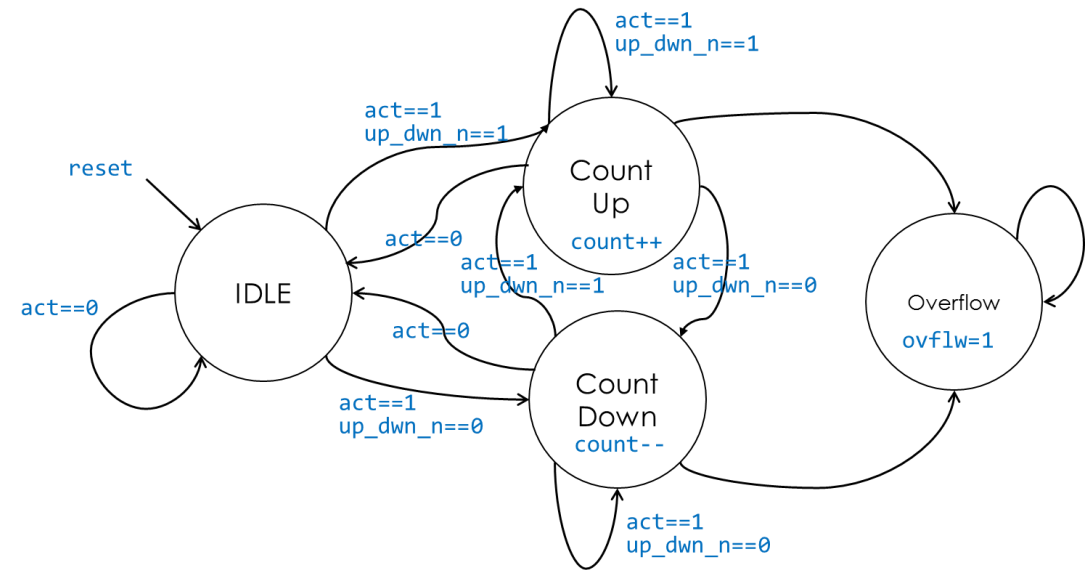 act==1
up_dwn_n==1
act==1
up_dwn_n==1
reset
Count
Up
count++
act==0
act==1
up_dwn_n==1
act==1
up_dwn_n==0
IDLE
act==0
act==0
Overflow
ovflw=1
Count
Down
count--
act==1
up_dwn_n==0
act==1
up_dwn_n==0